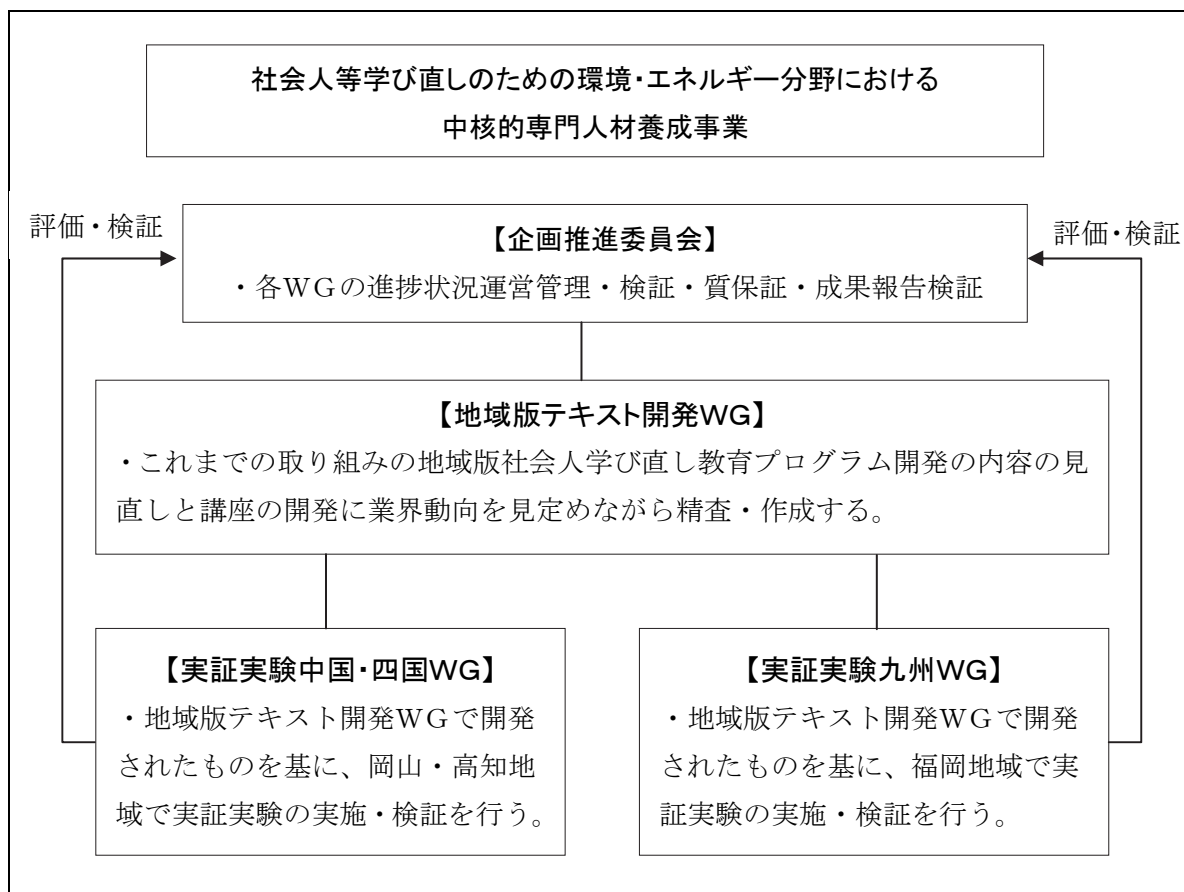 社会人等学び直しのための環境・エネルギー分野における
中核的専門人材養成事業
評価・検証
【企画推進委員会】
・各ＷＧの進捗状況運営管理・検証・質保証・成果報告検証
評価・検証
【地域版テキスト開発ＷＧ】
・これまでの取り組みの地域版社会人学び直し教育プログラム開発の内容の見
直しと講座の開発に業界動向を見定めながら精査・作成する。
【実証実験中国・四国ＷＧ】
・地域版テキスト開発ＷＧで開発
されたものを基に、岡山・高知地
域で実証実験の実施・検証を行う。
【実証実験九州ＷＧ】
・地域版テキスト開発ＷＧで開発
されたものを基に、福岡地域で実
証実験の実施・検証を行う。